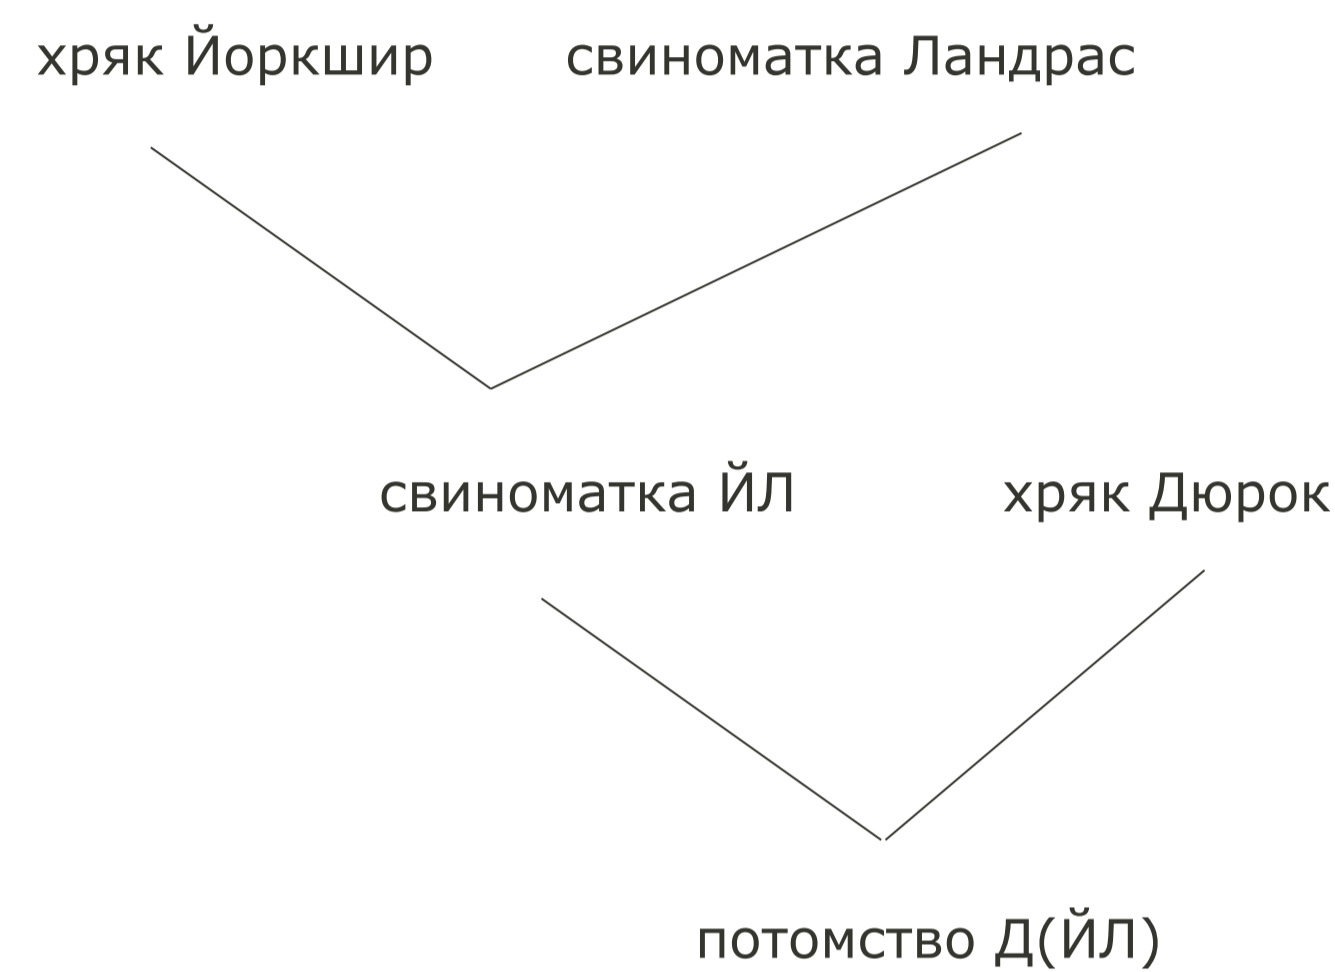 хряк Йоркшир свиноматка Ландрас
свиноматка ЙЛ хряк Дюрок
потомство Д(ЙЛ)